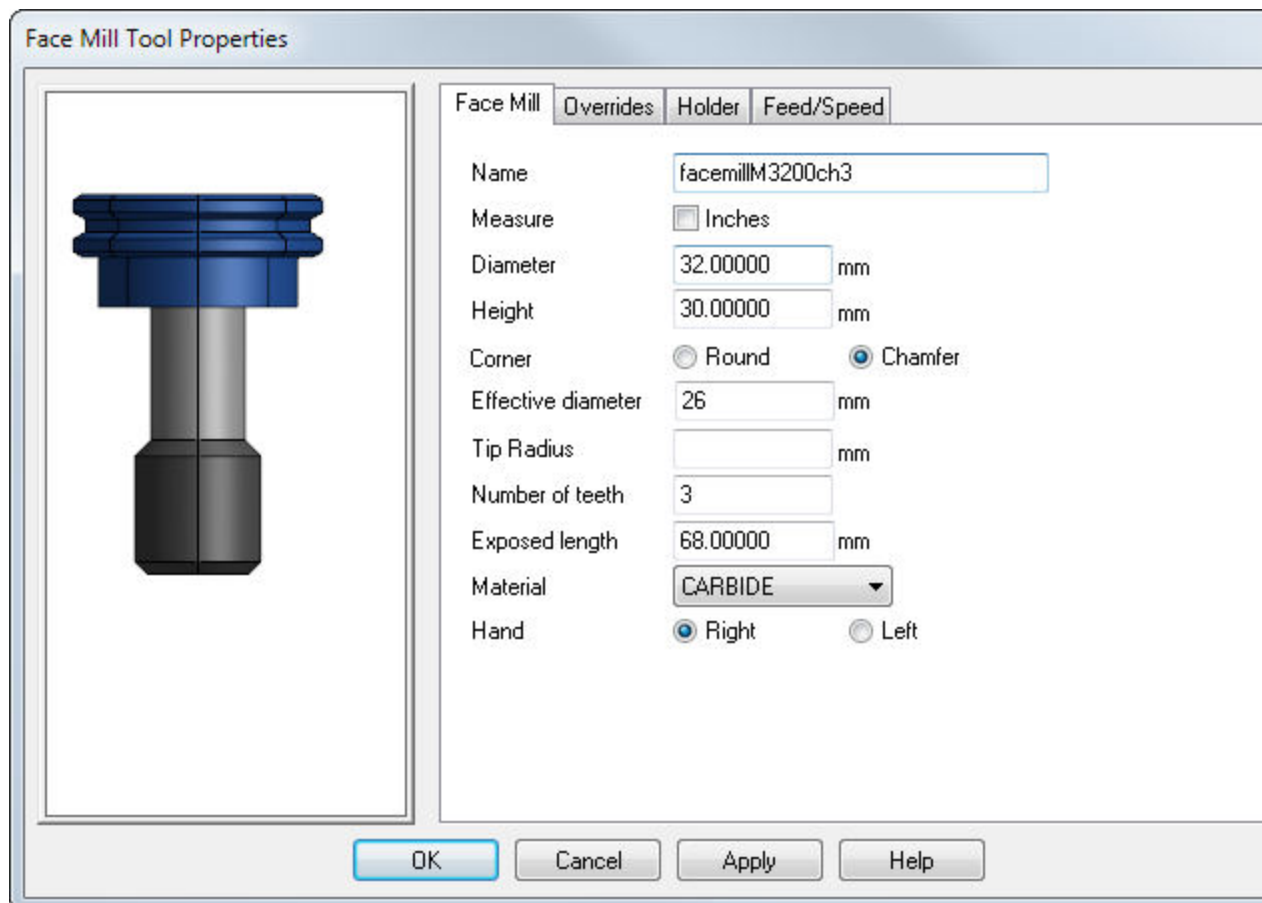 Face Mill Tool Properties
Face Mill Overrides Holder Feed/Speed
Name facemillM3200ch3
Measure Inches
Diameter 32.00000 mm
Height 30.00000 mm
Corner Round Chamfer
Effective diameter 26 mm
Tip Radius mm
Number of teeth 3
Exposed length 68.00000 mm
Material CARBIDE
Hand Right Left
OK Cancel Apply Help